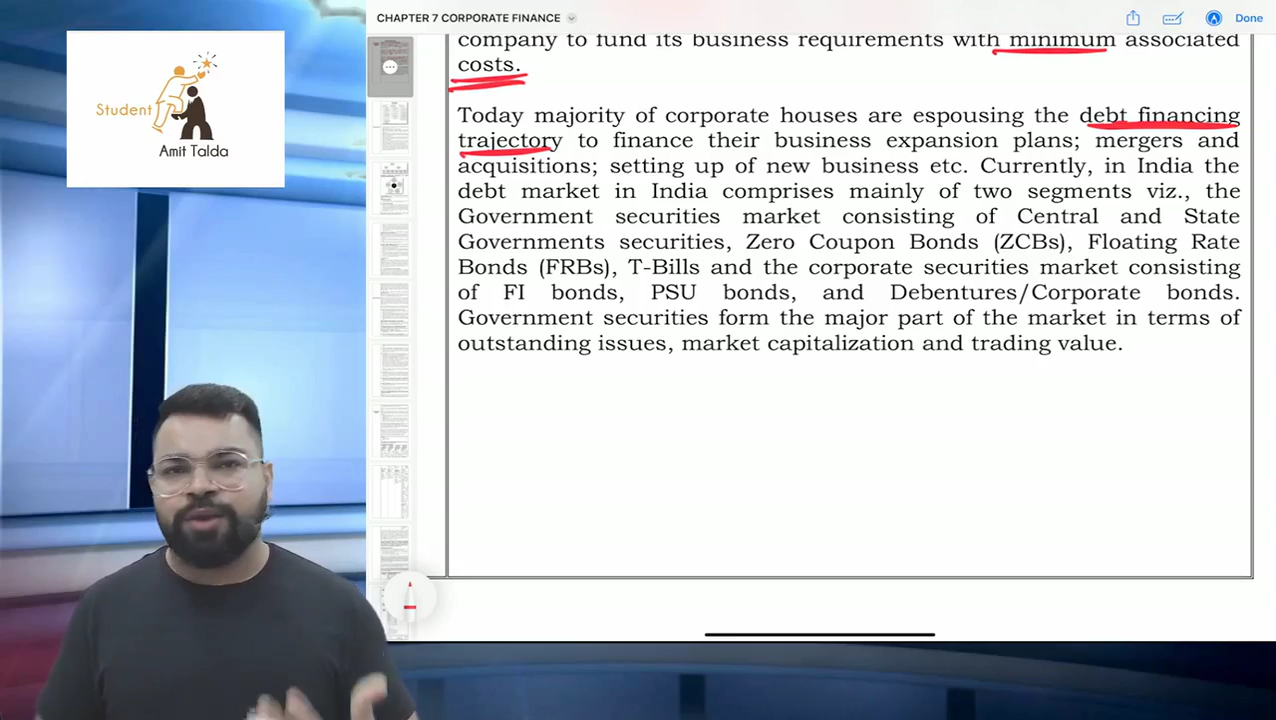 CHAPTER 7 CORPORATE FINANCE
Done
Student
Amit Talda
company to fund its business requirements with minimum associated
costs.
Today majority of corporate houses are espousing the debt financing
trajectory to finance their business expansion plans; mergers and
acquisitions; setting up of new business etc. Currently, in India the
debt market in India comprises mainly of two segments viz., the
Government securities market consisting of Central and State
Governments securities, Zero Coupon Bonds (ZCBs), Floating Rate
Bonds (FRBs), T-Bills and the corporate securities market consisting
of FI bonds, PSU bonds, and Debentures/Corporate bonds.
Government securities form the major part of the market in terms of
outstanding issues, market capitalization and trading value.